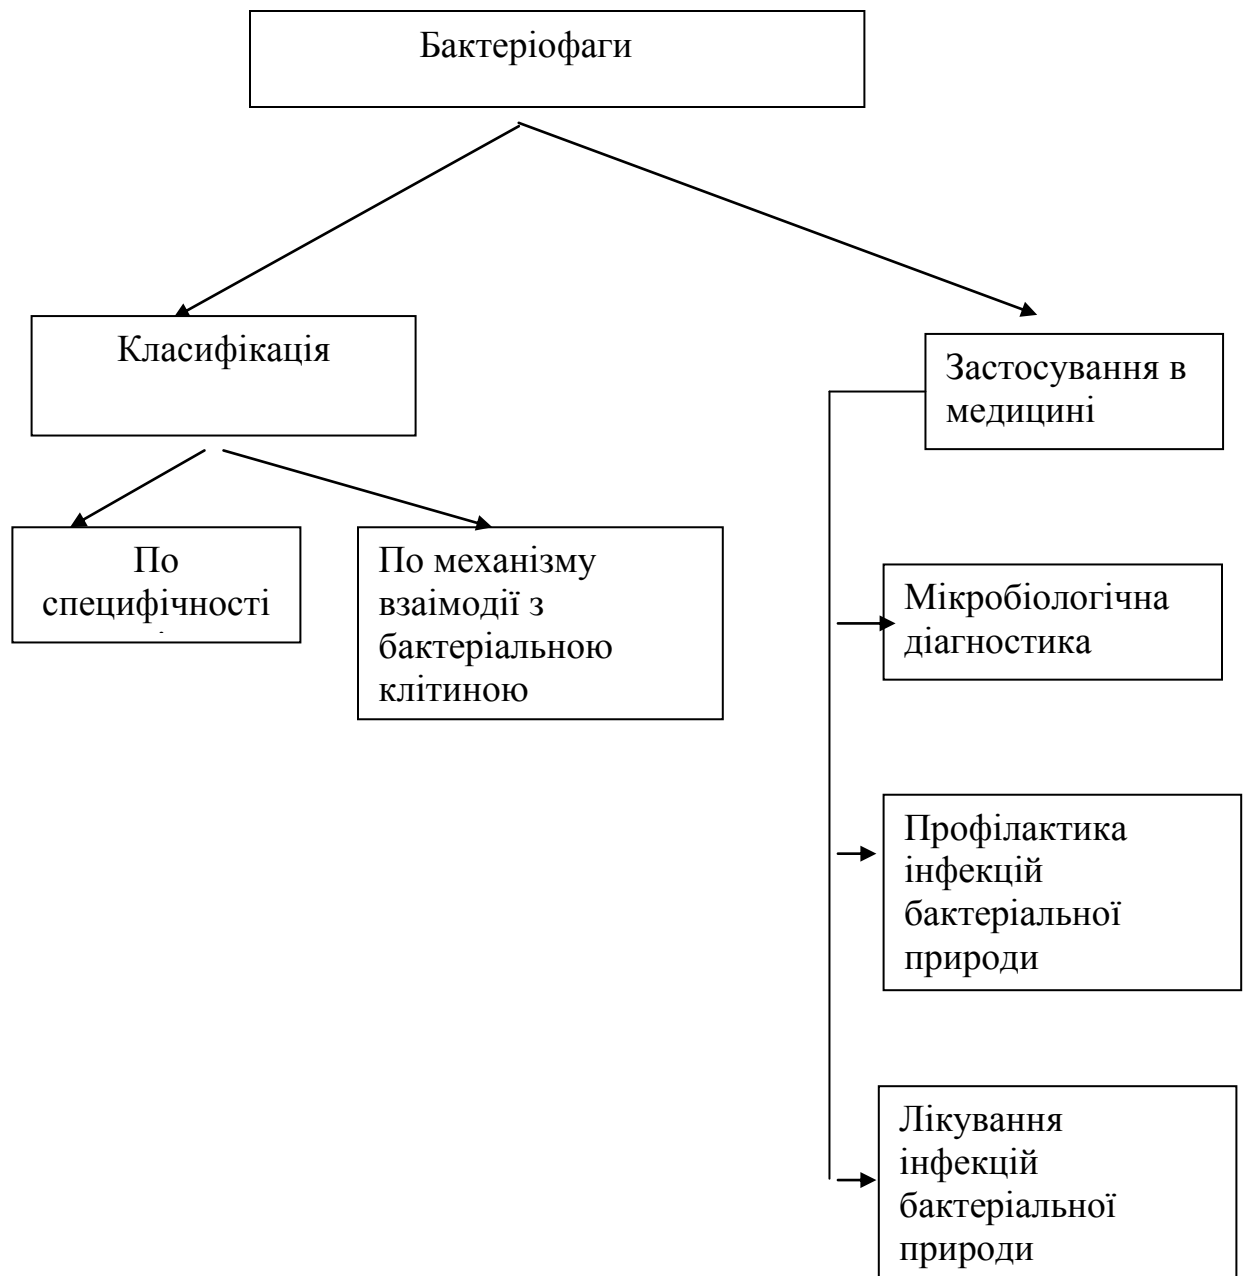 Бактеріофаги
Класифікація
Застосування в
медицині
По
специфічності
По механізму
взаімодії з
бактеріальною
клітиною
Мікробіологічна
діагностика
Профілактика
інфекцій
бактеріальної
природи
Лікування
інфекцій
бактеріальної
природи